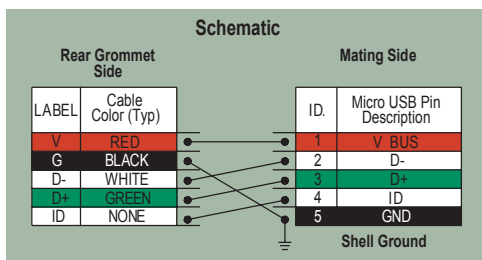 Schematic
Rear Grommet
Side
LABEL
Cable
Color (Typ)
V RED
G BLACK
D- WHITE
D+ GREEN
ID NONE
Mating Side
ID.
Micro USB Pin
Description
1 V BUS
2 D-
3 D+
4 ID
5 GND
Shell Ground